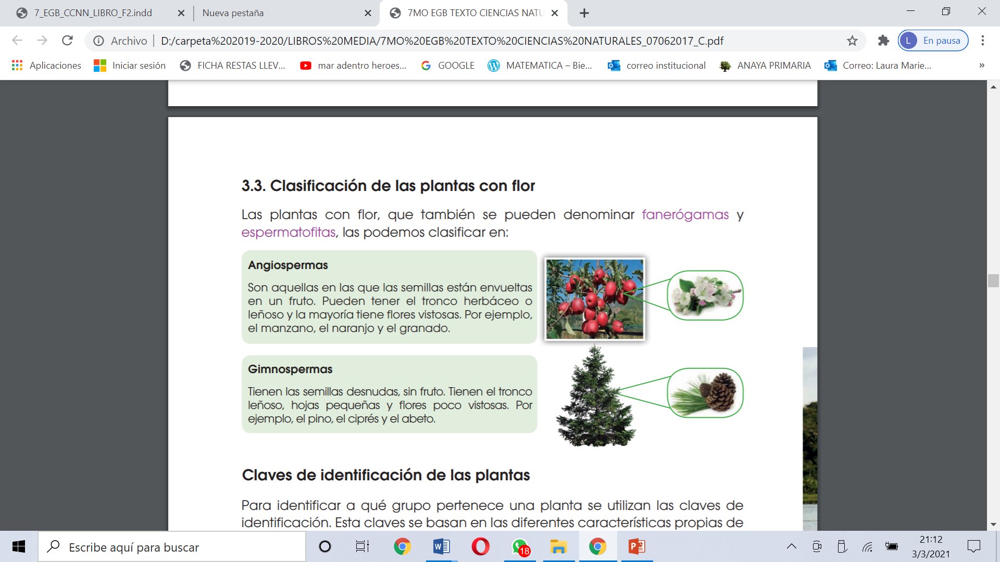 7_EGB_CCNN_LIBRO_F2.indd
Nueva pestaña
7MO EGB TEXTO CIENCIAS NATU
Archivo
D:/carpeta%202019-2020/LIBROS%20MEDIA/7MO%20EGB%20TEXTO%20CIENCIAS%20NATURALES_07062017_C.pdf
L En pausa
Aplicaciones
Iniciar sesión
FICHA RESTAS LLEV...
mar adentro heroes...
GOOGLE
MATEMATICA – Bie...
correo institucional
ANAYA PRIMARIA
Correo: Laura Marie...
»
3.3. Clasificación de las plantas con flor
Las plantas con flor, que también se pueden denominar fanerógamas y
espermatofitas, las podemos clasificar en:
Angiospermas
Son aquellas en las que las semillas están envueltas
en un fruto. Pueden tener el tronco herbáceo o
leñoso y la mayoría tiene flores vistosas. Por ejemplo,
el manzano, el naranjo y el granado.
Gimnospermas
Tienen las semillas desnudas, sin fruto. Tienen el tronco
leñoso, hojas pequeñas y flores poco vistosas. Por
ejemplo, el pino, el ciprés y el abeto.
Claves de identificación de las plantas
Para identificar a qué grupo pertenece una planta se utilizan las claves de
identificación. Esta claves se basan en las diferentes características propias de
Escribe aquí para buscar
18
21:12
3/3/2021